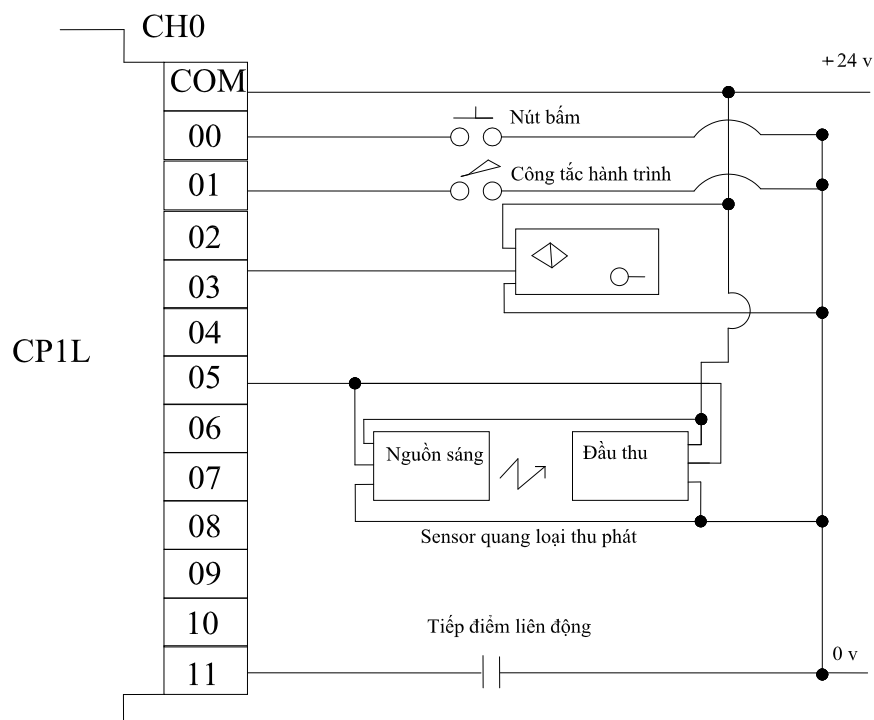 CH0
COM
+24 v
00
Nút bấm
01
Công tắc hành trình
02
03
04
CP1L
05
06
Nguồn sáng
Đầu thu
07
08
Sensor quang loại thu phát
09
10
Tiếp điểm liên động
11
0 v